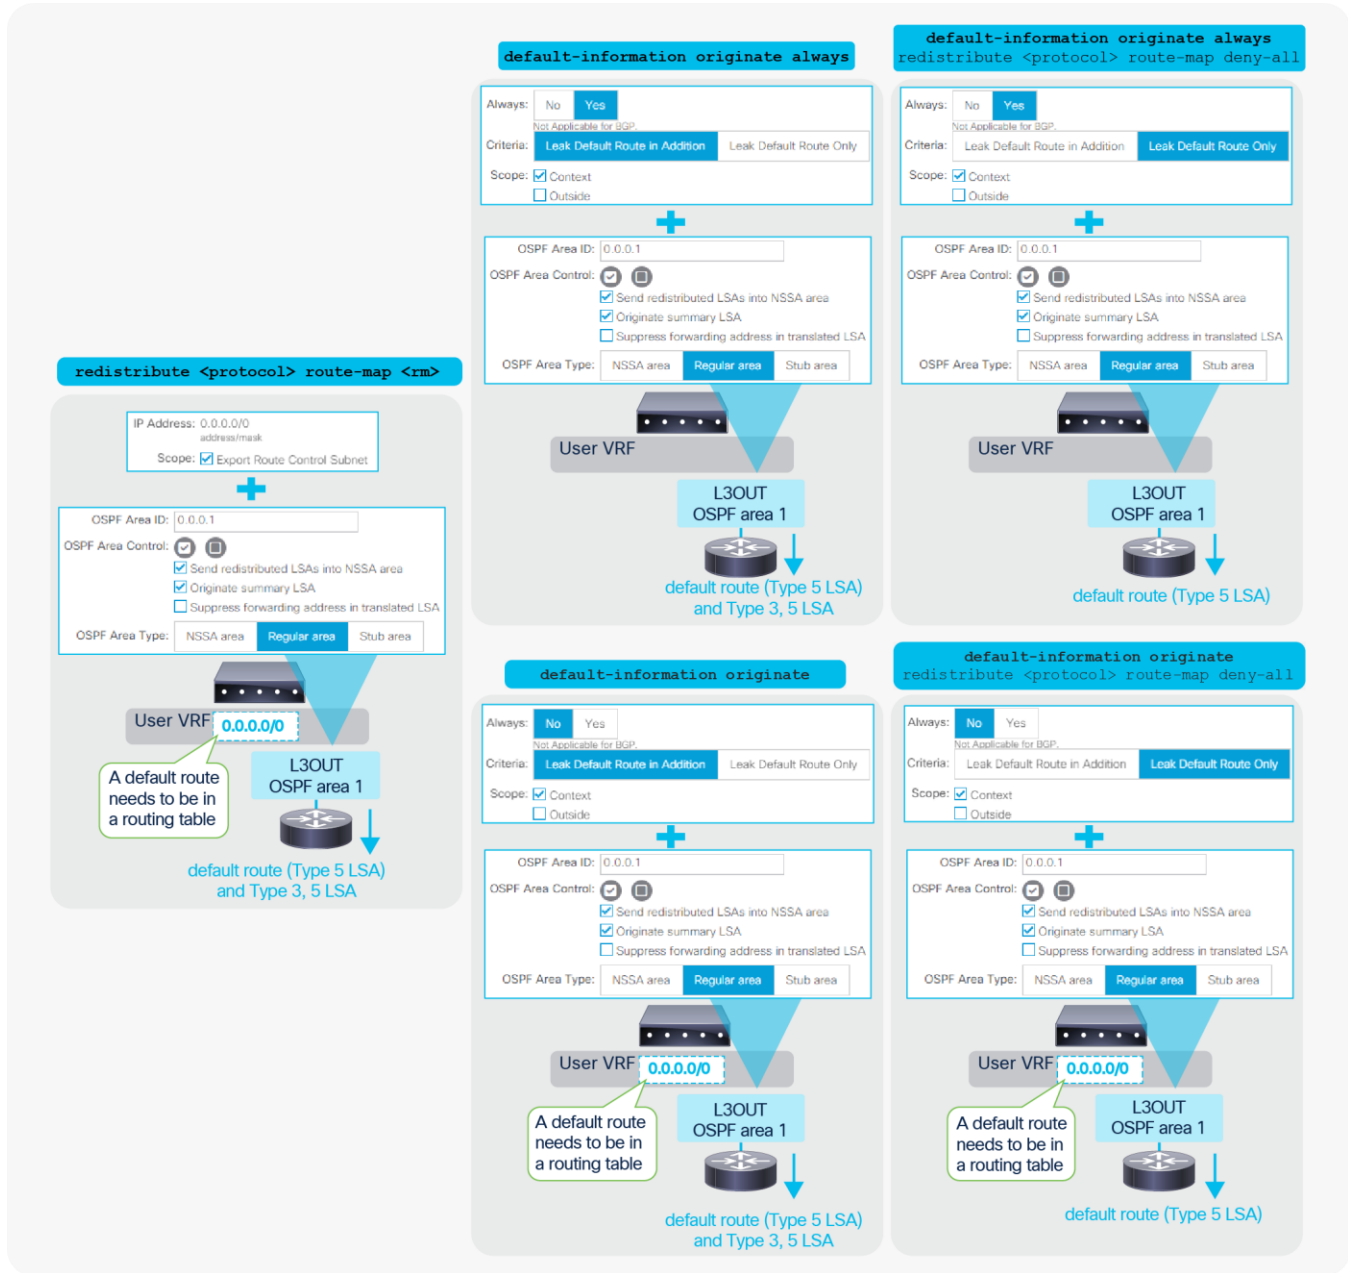 redistribute <protocol> route-map <rm>
IP Address: 0.0.0.0/0
address/mask
Scope: Export Route Control Subnet
OSPF Area ID: 0.0.0.1
OSPF Area Control:
Send redistributed LSAs into NSSA area
Originate summary LSA
Suppress forwarding address in translated LSA
OSPF Area Type: NSSA area Regular area Stub area
User VRF 0.0.0.0/0
A default route
needs to be in
a routing table
L3OUT
OSPF area 1
default route (Type 5 LSA)
and Type 3, 5 LSA
default-information originate always
Always: No Yes
Not Applicable for BGP.
Criteria: Leak Default Route in Addition Leak Default Route Only
Scope: Context
Outside
OSPF Area ID: 0.0.0.1
OSPF Area Control:
Send redistributed LSAs into NSSA area
Originate summary LSA
Suppress forwarding address in translated LSA
OSPF Area Type: NSSA area Regular area Stub area
User VRF
L3OUT
OSPF area 1
default route (Type 5 LSA)
and Type 3, 5 LSA
default-information originate always
redistribute <protocol> route-map deny-all
Always: No Yes
Not Applicable for BGP.
Criteria: Leak Default Route in Addition Leak Default Route Only
Scope: Context
Outside
OSPF Area ID: 0.0.0.1
OSPF Area Control:
Send redistributed LSAs into NSSA area
Originate summary LSA
Suppress forwarding address in translated LSA
OSPF Area Type: NSSA area Regular area Stub area
User VRF
L3OUT
OSPF area 1
default route (Type 5 LSA)
default-information originate
Always: No Yes
Not Applicable for BGP.
Criteria: Leak Default Route in Addition Leak Default Route Only
Scope: Context
Outside
OSPF Area ID: 0.0.0.1
OSPF Area Control:
Send redistributed LSAs into NSSA area
Originate summary LSA
Suppress forwarding address in translated LSA
OSPF Area Type: NSSA area Regular area Stub area
User VRF 0.0.0.0/0
A default route
needs to be in
a routing table
L3OUT
OSPF area 1
default route (Type 5 LSA)
and Type 3, 5 LSA
default-information originate
redistribute <protocol> route-map deny-all
Always: No Yes
Not Applicable for BGP.
Criteria: Leak Default Route in Addition Leak Default Route Only
Scope: Context
Outside
OSPF Area ID: 0.0.0.1
OSPF Area Control:
Send redistributed LSAs into NSSA area
Originate summary LSA
Suppress forwarding address in translated LSA
OSPF Area Type: NSSA area Regular area Stub area
User VRF 0.0.0.0/0
A default route
needs to be in
a routing table
L3OUT
OSPF area 1
default route (Type 5 LSA)